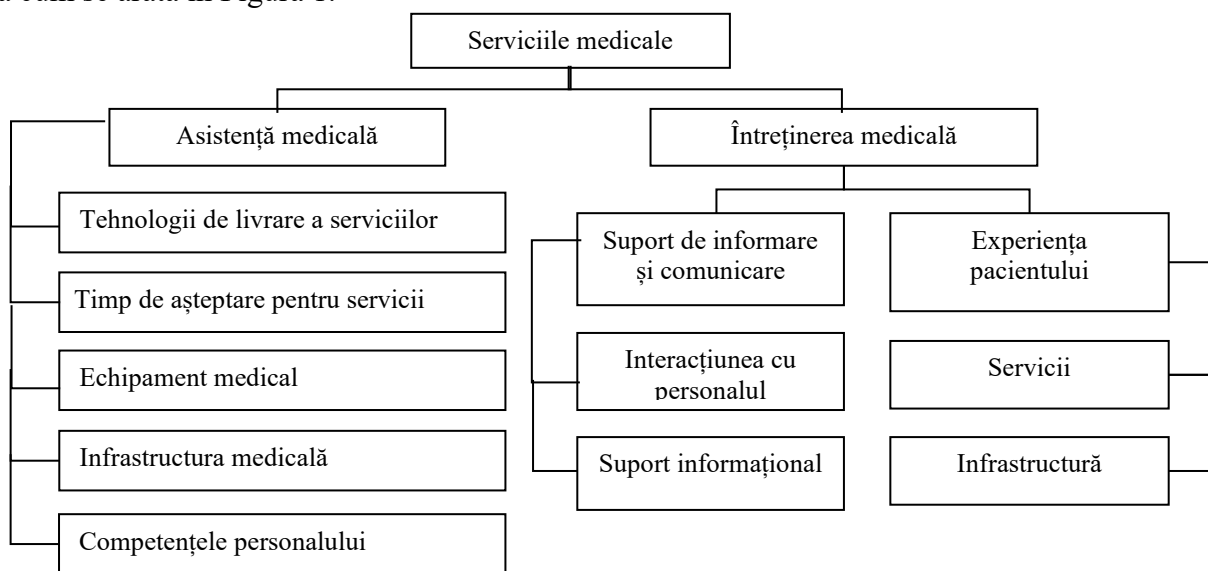 Serviciile medicale
Asistență medicală
Întreținerea medicală
Tehnologii de livrare a serviciilor
Timp de așteptare pentru servicii
Echipament medical
Infrastructura medicală
Competențele personalului
Suport de informare
și comunicare
Interacțiunea cu
personalul
Suport informațional
Experiența
pacientului
Servicii
Infrastructură